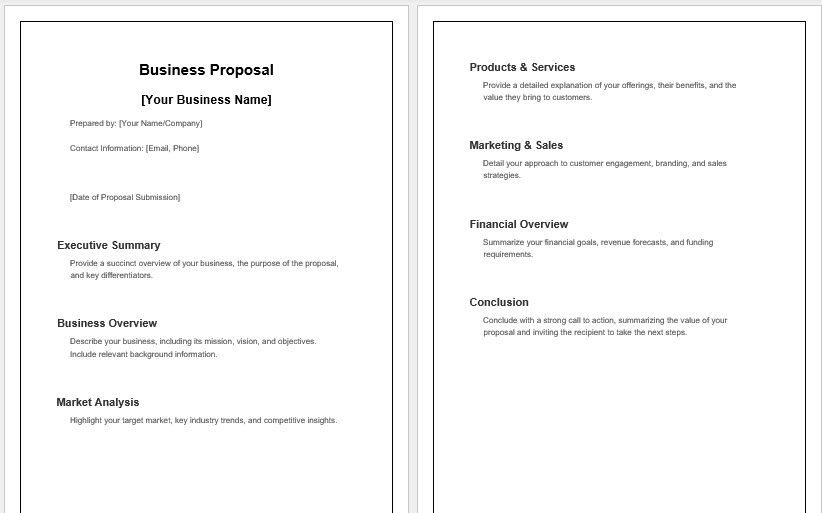 Business Proposal
[Your Business Name]
Prepared by: [Your Name/Company]
Contact Information: [Email, Phone]
[Date of Proposal Submission]
Executive Summary
Provide a succinct overview of your business, the purpose of the proposal,
and key differentiators.
Business Overview
Describe your business, including its mission, vision, and objectives.
Include relevant background information.
Market Analysis
Highlight your target market, key industry trends, and competitive insights.
Products & Services
Provide a detailed explanation of your offerings, their benefits, and the
value they bring to customers.
Marketing & Sales
Detail your approach to customer engagement, branding, and sales
strategies.
Financial Overview
Summarize your financial goals, revenue forecasts, and funding
requirements.
Conclusion
Conclude with a strong call to action, summarizing the value of your
proposal and inviting the recipient to take the next steps.